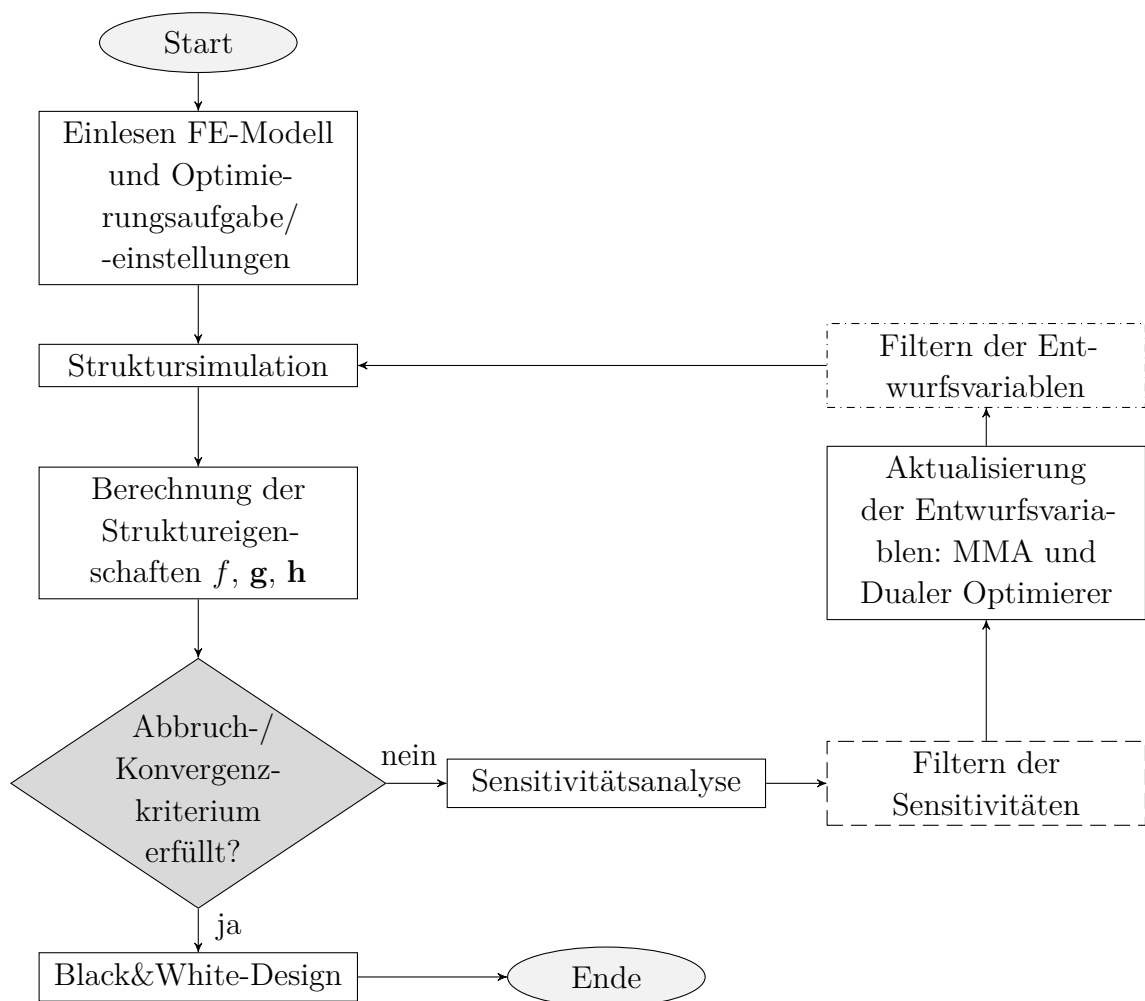 Start
Einlesen FE-Modell
und Optimie-
rungsaufgabe/
-einstellungen
Struktursimulation
Filtern der Ent-
wurfsvariablen
Berechnung der
Struktureigen-
schaften f, g, h
Aktualisierung
der Entwurfsvaria-
blen: MMA und
Dualer Optimierer
Abbruch-/
Konvergenz-
kriterium
erfüllt?
nein
Sensitivitätsanalyse
Filtern der
Sensitivitäten
ja
Black&White-Design
Ende